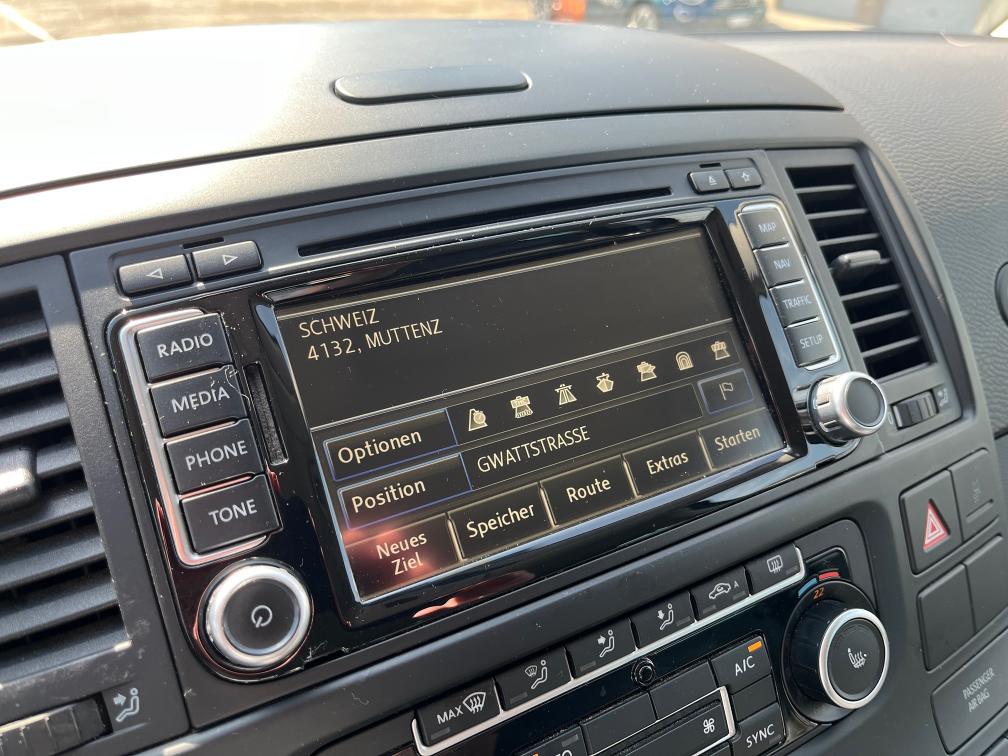 RADIO
MEDIA
PHONE
TONE
MAP
NAV
TRAFFIC
SETUP
SCHWEIZ
4132, MUTTENZ
Optionen
GWATTSTRASSE
Position
Neues
Ziel
Speicher
Route
Extras
Starten
22
MAX
A
A/C
SYNC
PASSENGER
AIR BAG